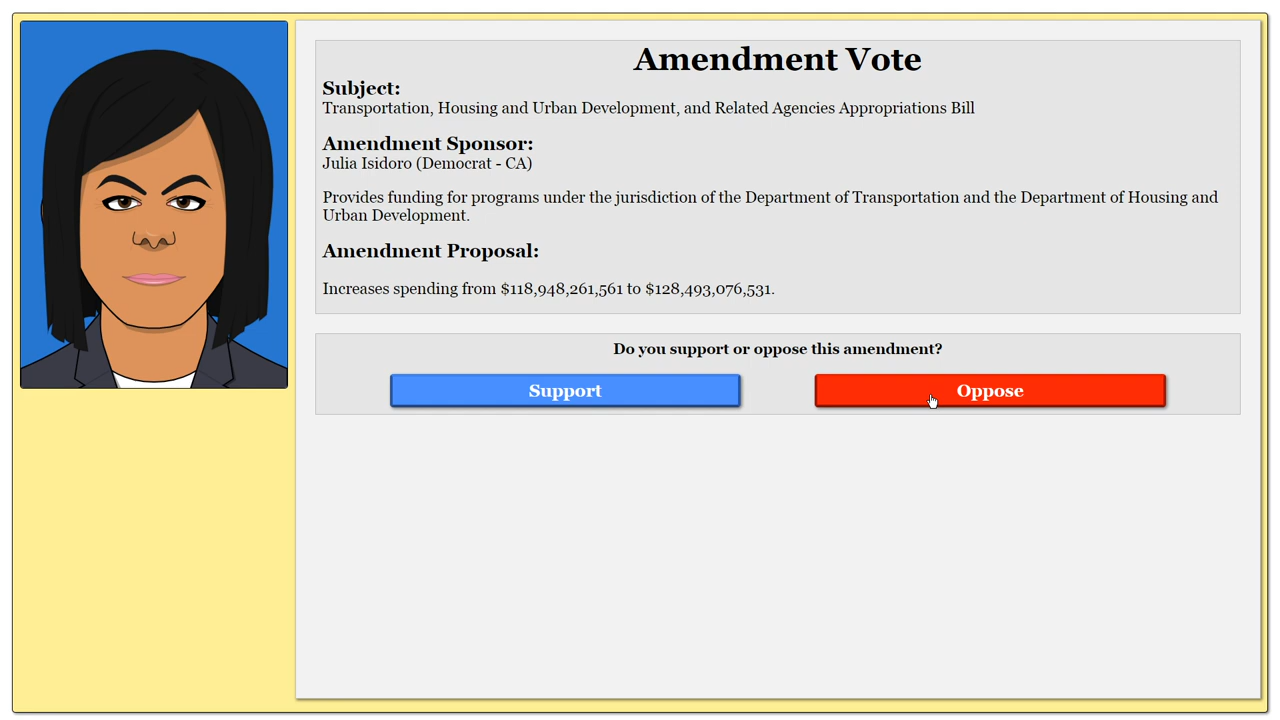 Amendment Vote
Subject:
Transportation, Housing and Urban Development, and Related Agencies Appropriations Bill
Amendment Sponsor:
Julia Isidoro (Democrat - CA)
Provides funding for programs under the jurisdiction of the Department of Transportation and the Department of Housing and
Urban Development.
Amendment Proposal:
Increases spending from $118,948,261,561 to $128,493,076,531.
Do you support or oppose this amendment?
Support
Oppose